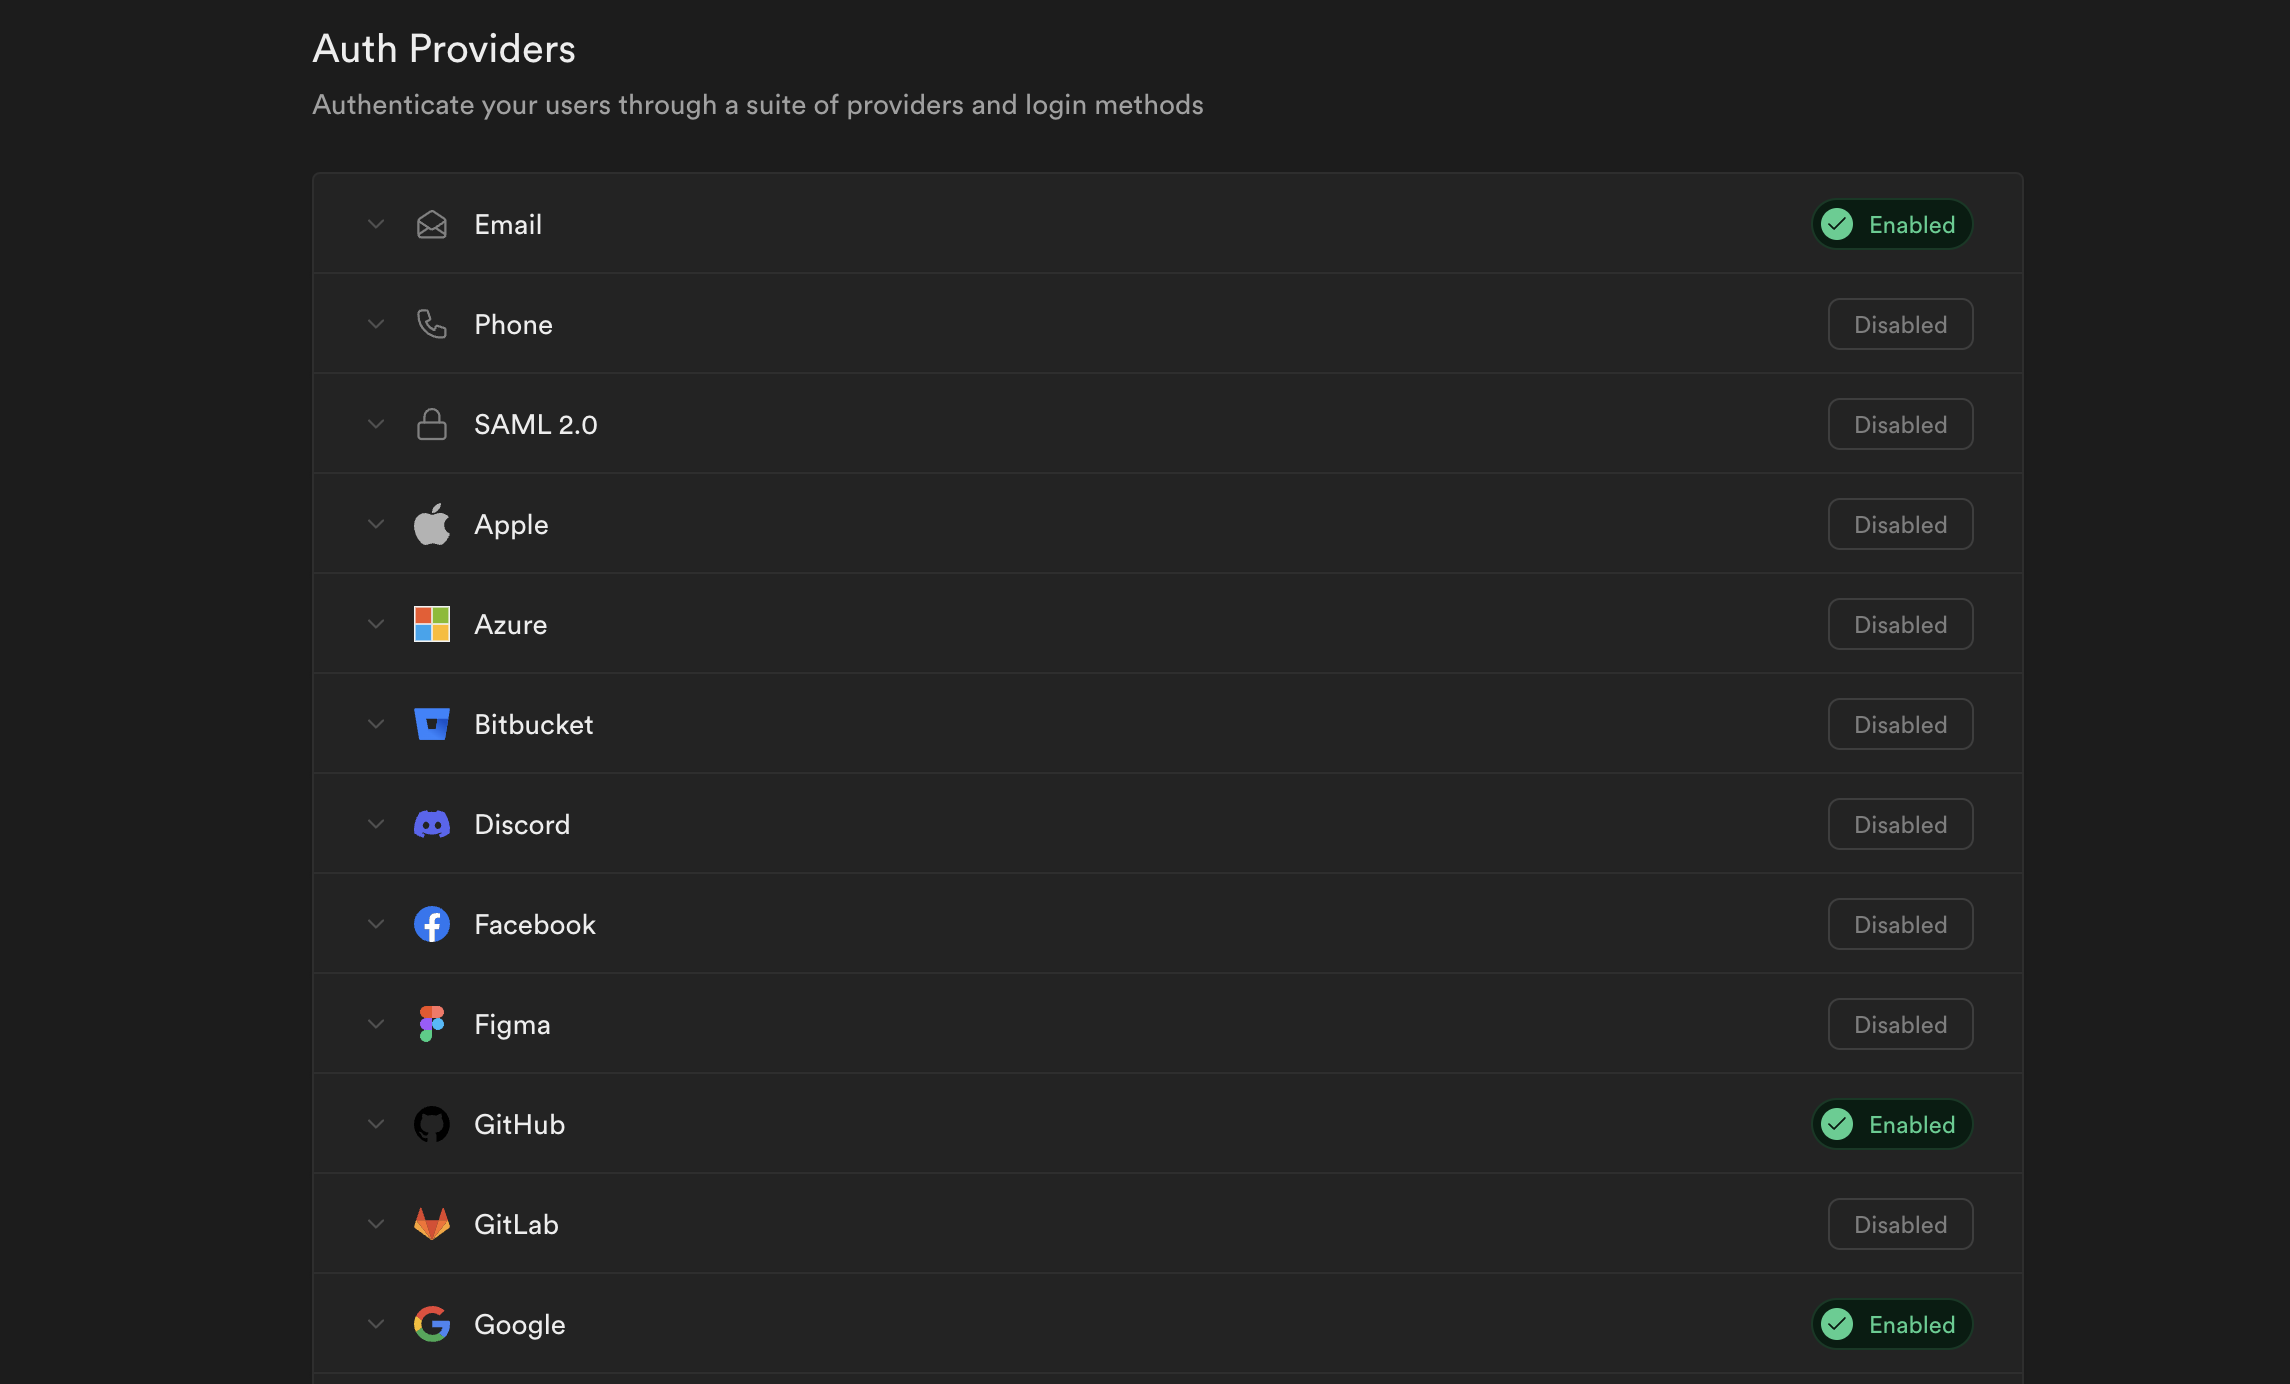 Auth Providers
Authenticate your users through a suite of providers and login methods
Email Enabled
Phone Disabled
SAML 2.0 Disabled
Apple Disabled
Azure Disabled
Bitbucket Disabled
Discord Disabled
Facebook Disabled
Figma Disabled
GitHub Enabled
GitLab Disabled
Google Enabled